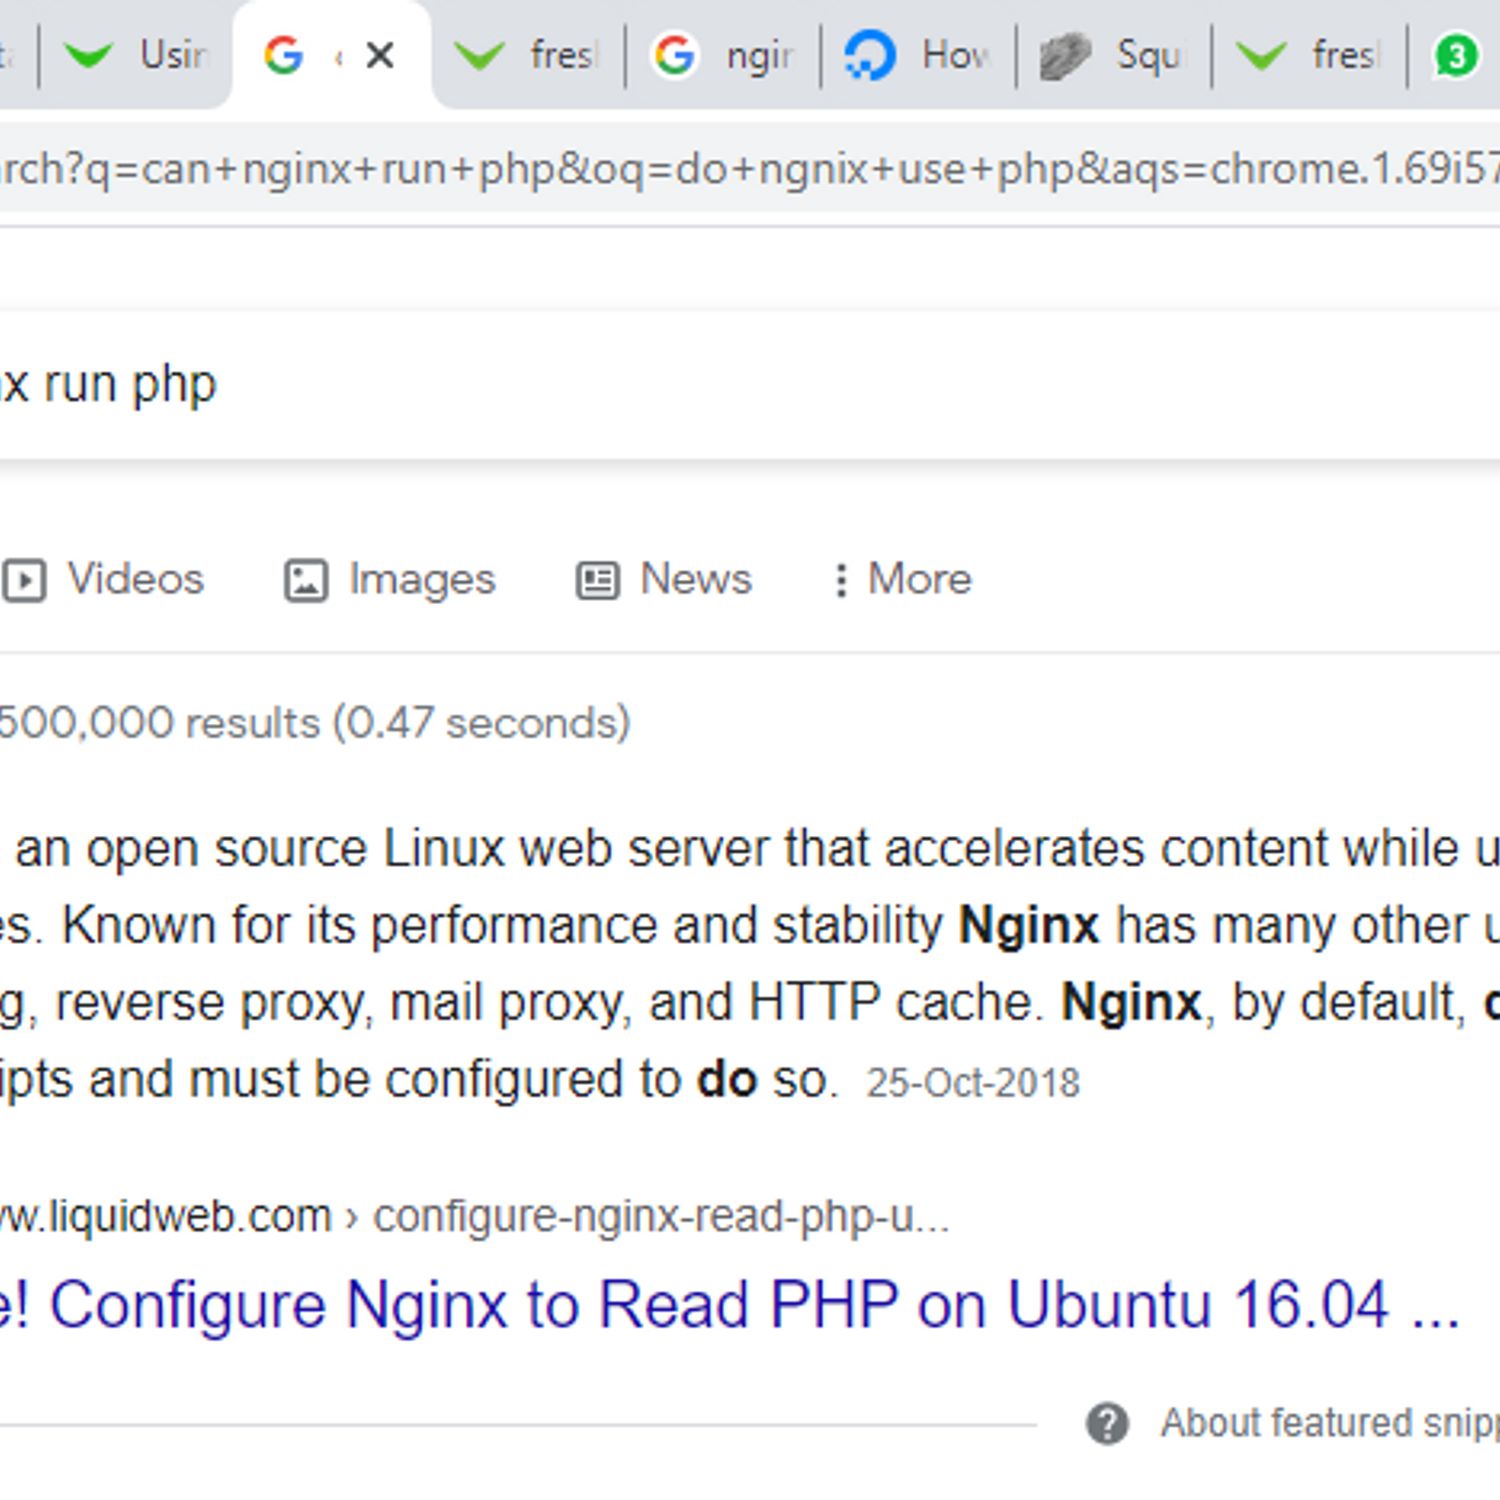 Usin
fres
ngin
How
Squ
fres
3
rch?q=can+nginx+run+php&oq=do+ngnix+use+php&aqs=chrome.1.69i57
x run php
Videos Images News More
500,000 results (0.47 seconds)
an open source Linux web server that accelerates content while u
es. Known for its performance and stability Nginx has many other u
g, reverse proxy, mail proxy, and HTTP cache. Nginx, by default, d
ipts and must be configured to do so. 25-Oct-2018
w.liquidweb.com › configure-nginx-read-php-u...
e! Configure Nginx to Read PHP on Ubuntu 16.04 ...
About featured snipp